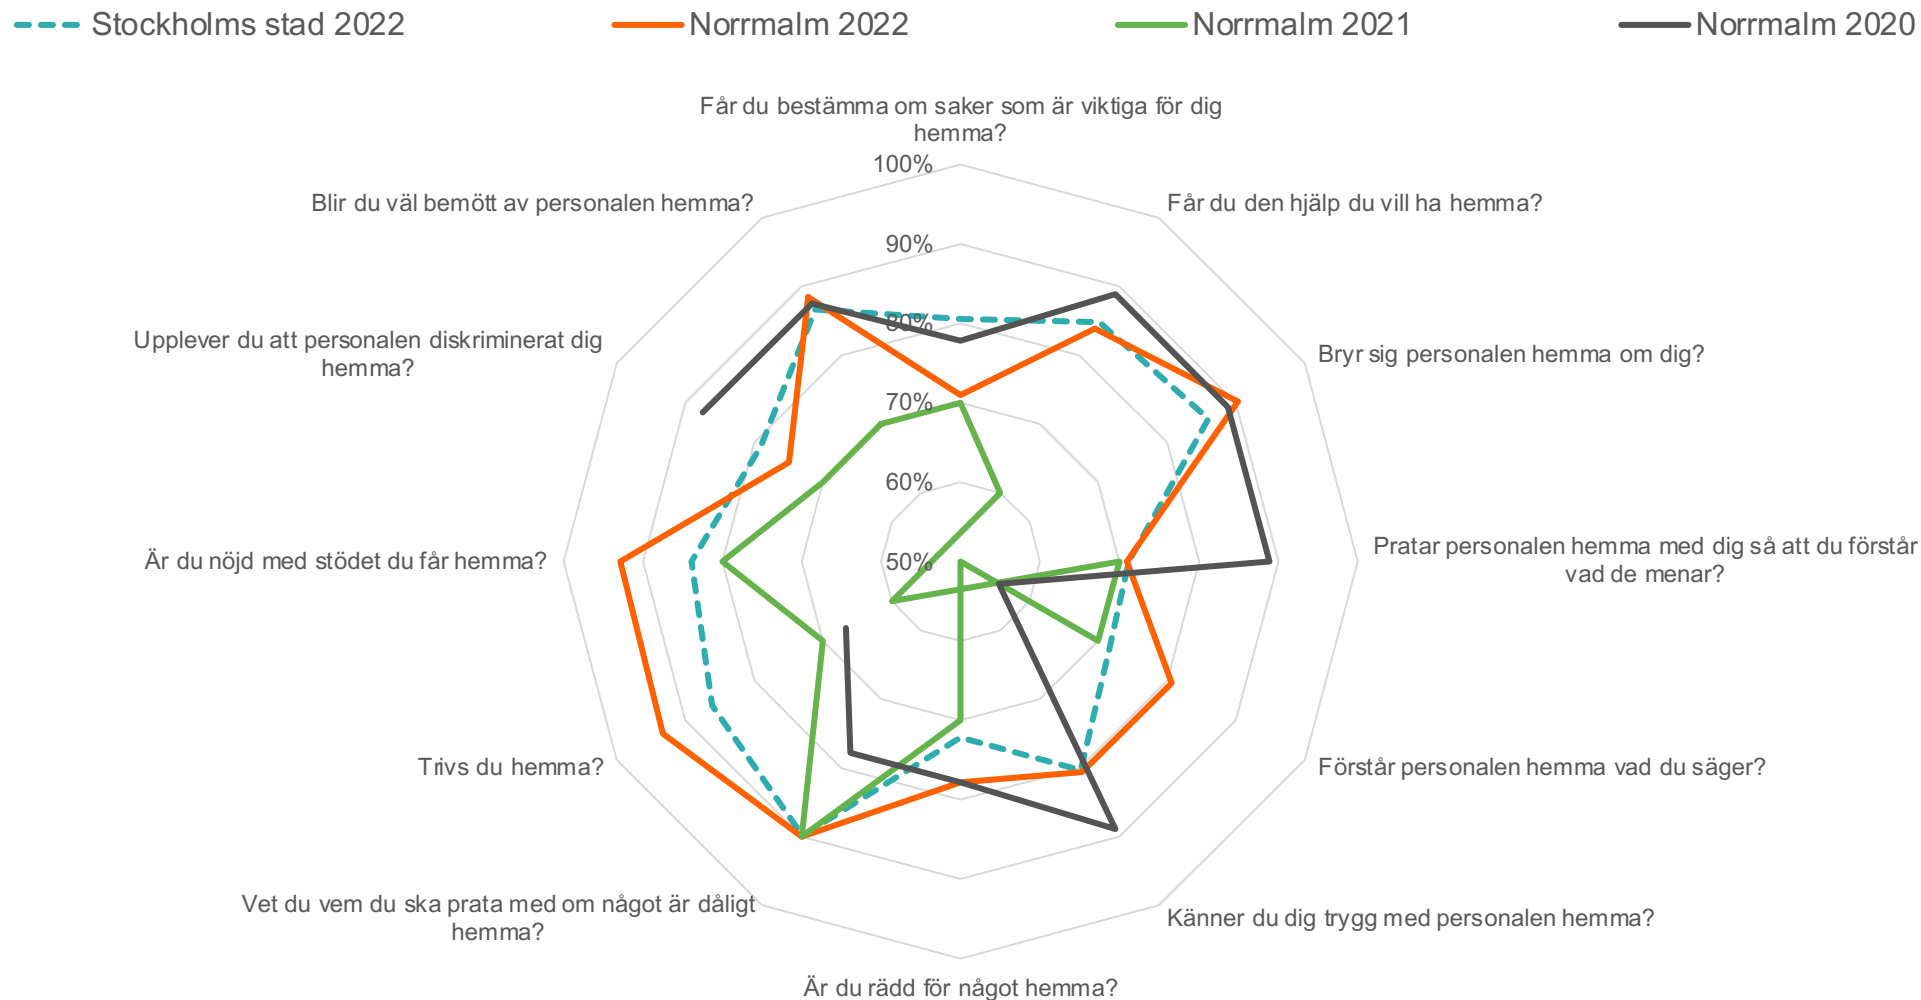 Stockholms stad 2022
Norrmalm 2022
Norrmalm 2021
Norrmalm 2020
Får du bestämma om saker som är viktiga för dig
hemma?
Får du den hjälp du vill ha hemma?
Bryr sig personalen hemma om dig?
Pratar personalen hemma med dig så att du förstår
vad de menar?
Förstår personalen hemma vad du säger?
Känner du dig trygg med personalen hemma?
Är du rädd för något hemma?
Vet du vem du ska prata med om något är dåligt
hemma?
Trivs du hemma?
Är du nöjd med stödet du får hemma?
Upplever du att personalen diskriminerat dig
hemma?
Blir du väl bemött av personalen hemma?
100%
90%
80%
70%
60%
50%